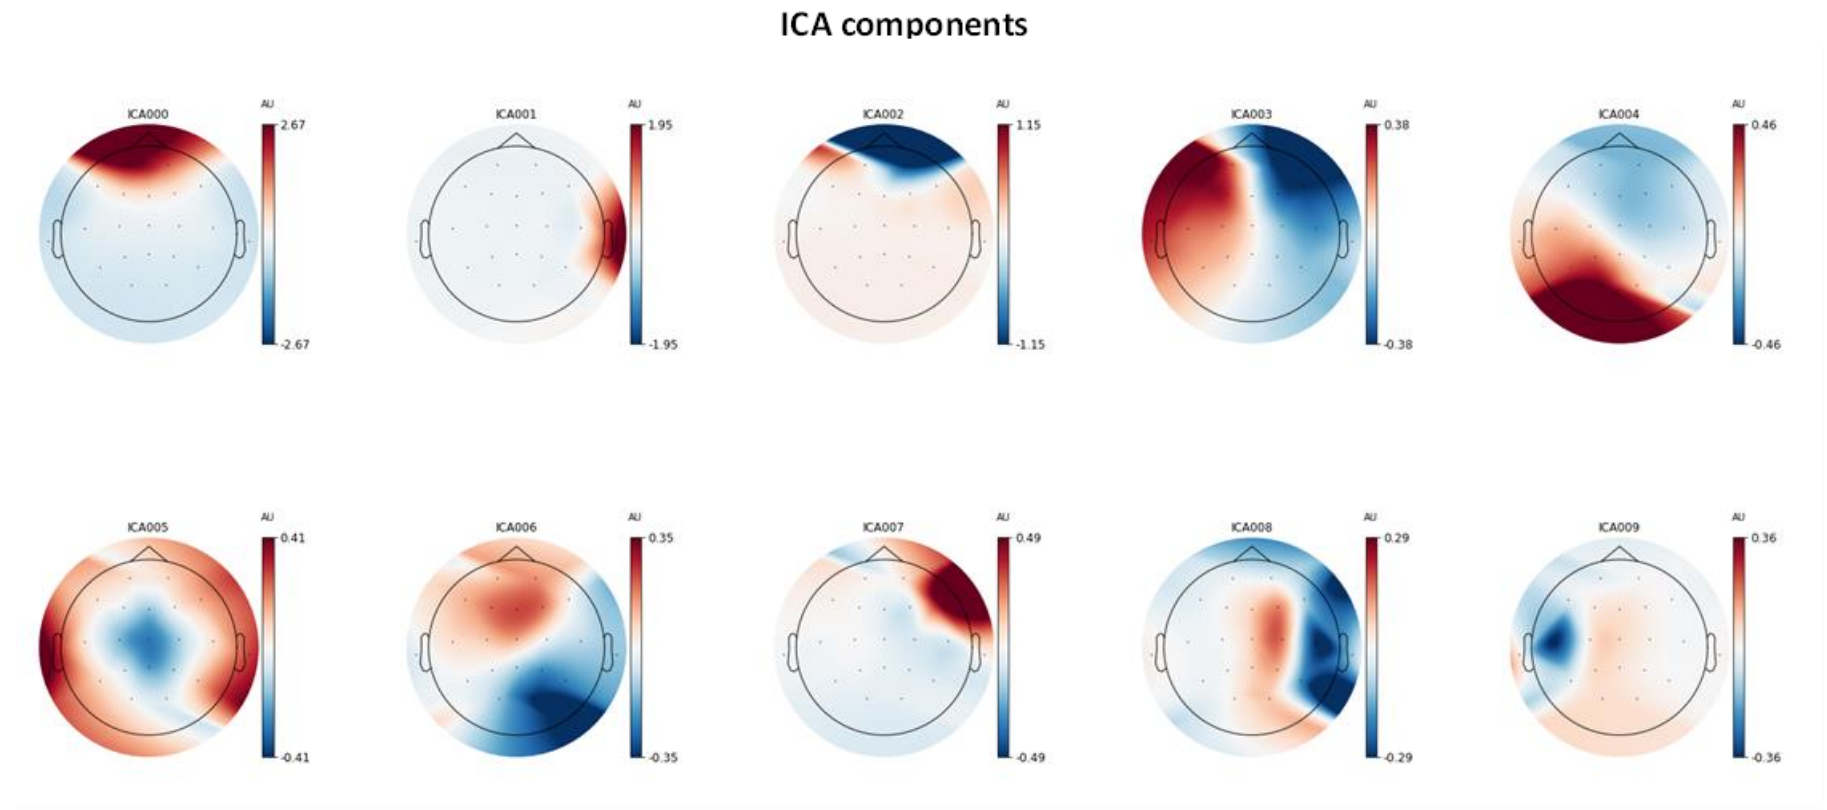 ICA components
ICA000
AU
2.67
-2.67
ICA001
AU
1.95
-1.95
ICA002
AU
1.15
-1.15
ICA003
AU
0.38
-0.38
ICA004
AU
0.46
-0.46
ICA005
AU
0.41
-0.41
ICA006
AU
0.35
-0.35
ICA007
AU
0.49
-0.49
ICA008
AU
0.29
-0.29
ICA009
AU
0.36
-0.36